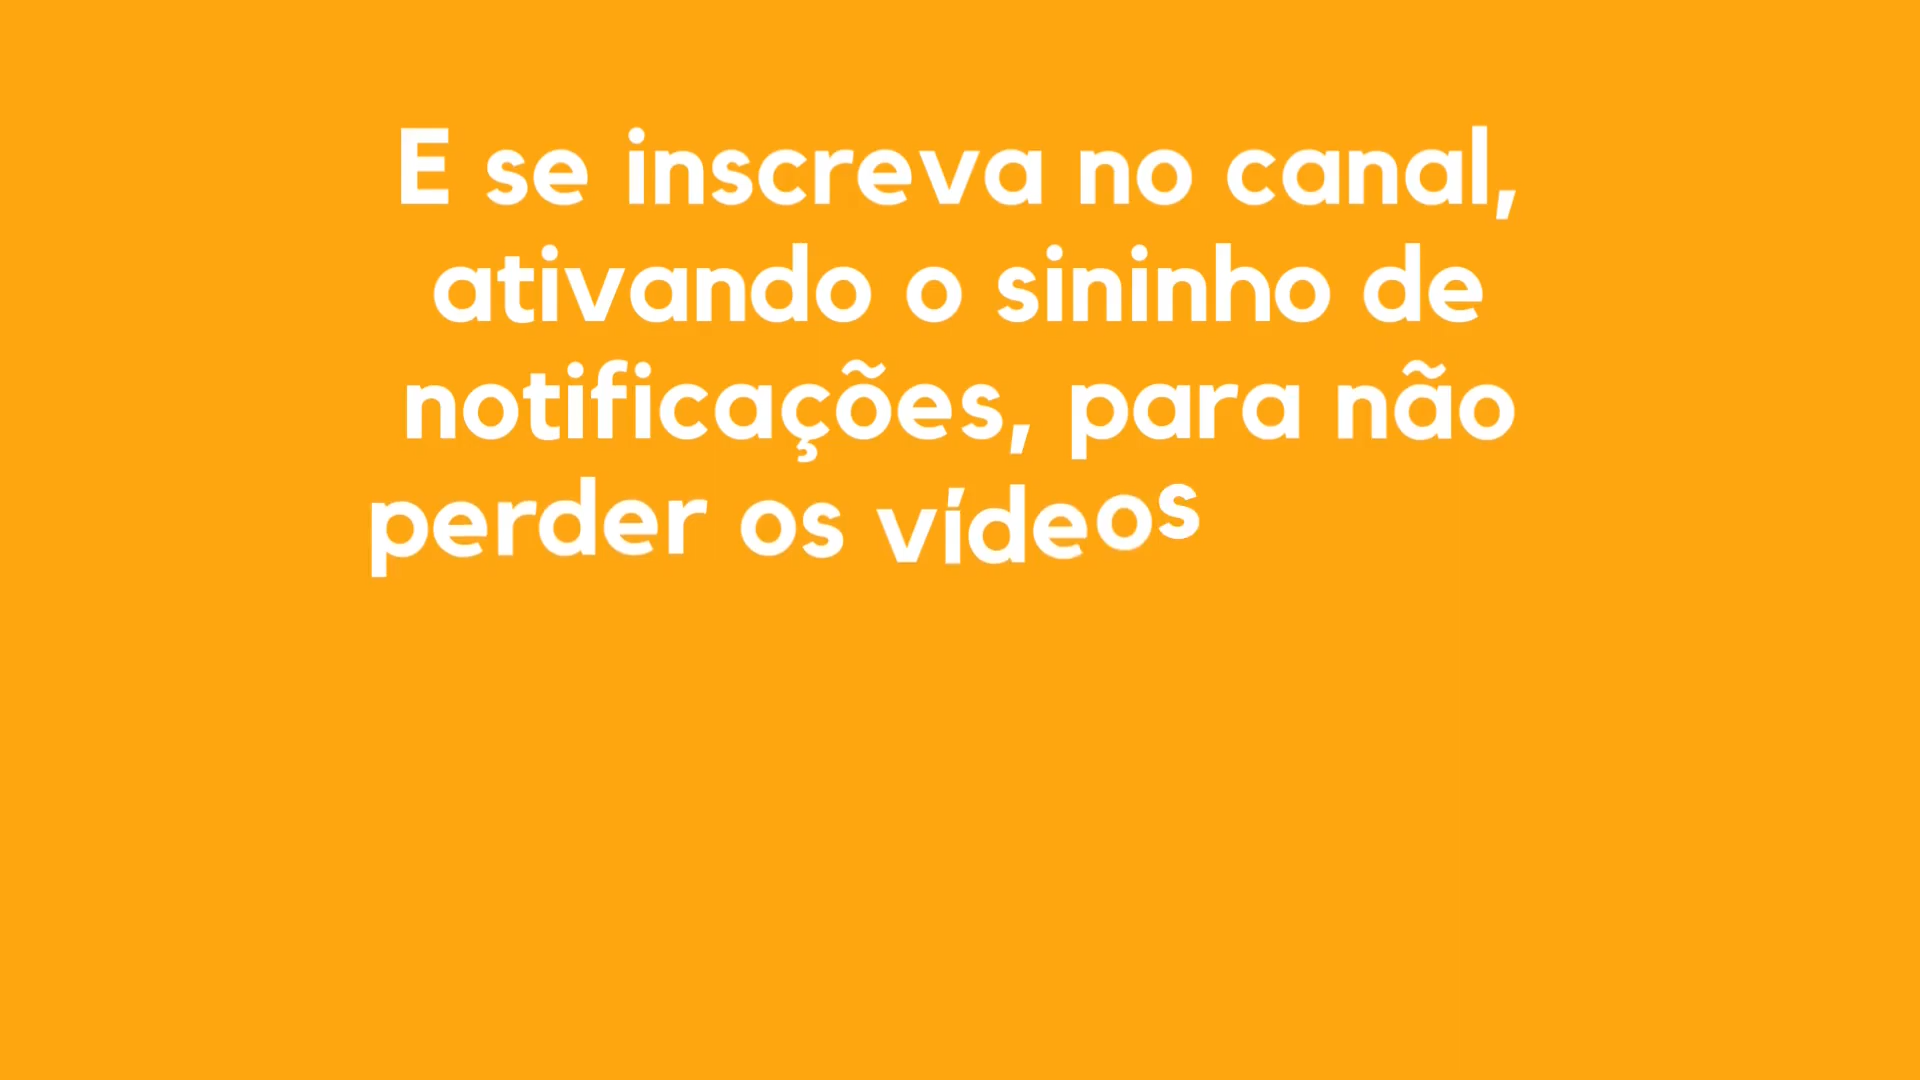 E se inscreva no canal,
ativando o sininho de
notificações, para não
perder os vídeos